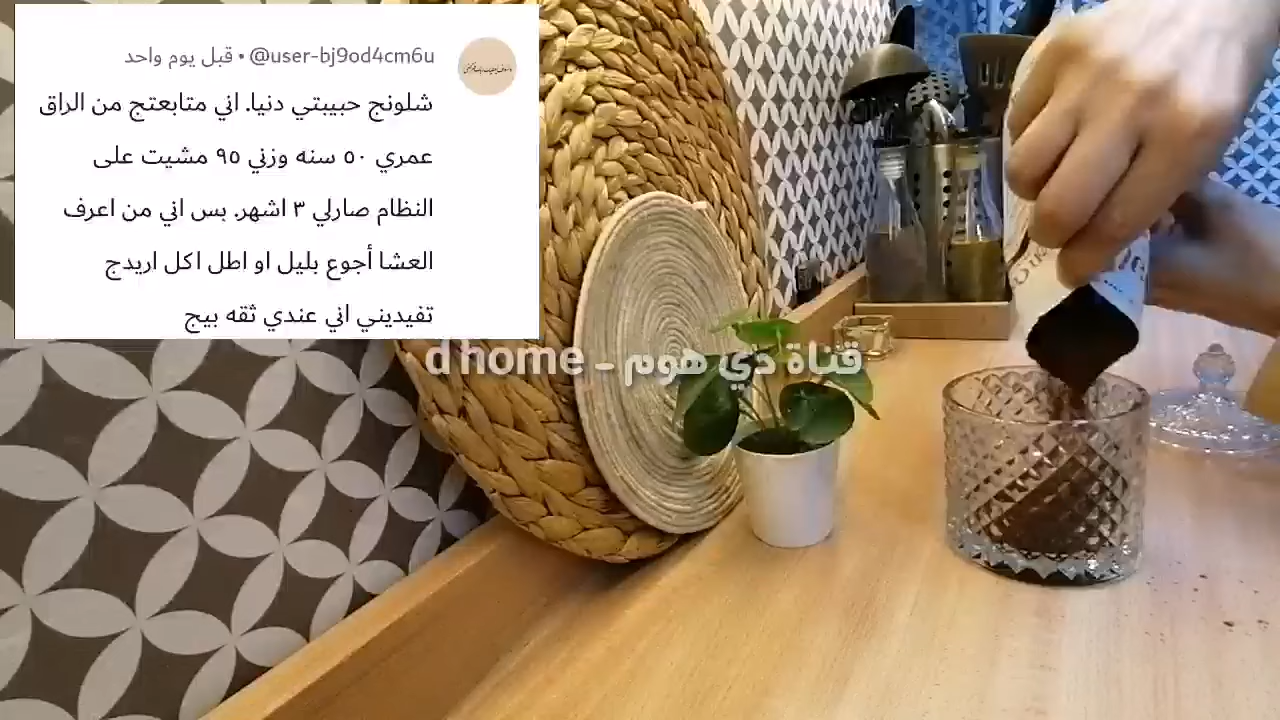 @user-bj9od4cm6u • قبل يوم واحد
شلونج حبيبتي دنيا. اني متابعتج من الراق
عمري ٥٠ سنه وزني ٩٥ مشيت على
النظام صارلي ٣ اشهر. بس اني من اعرف
العشا أجوع بليل او اطل اكل اريدج
تفيديني اني عندي ثقه بيج
قناة دي هوم - d home